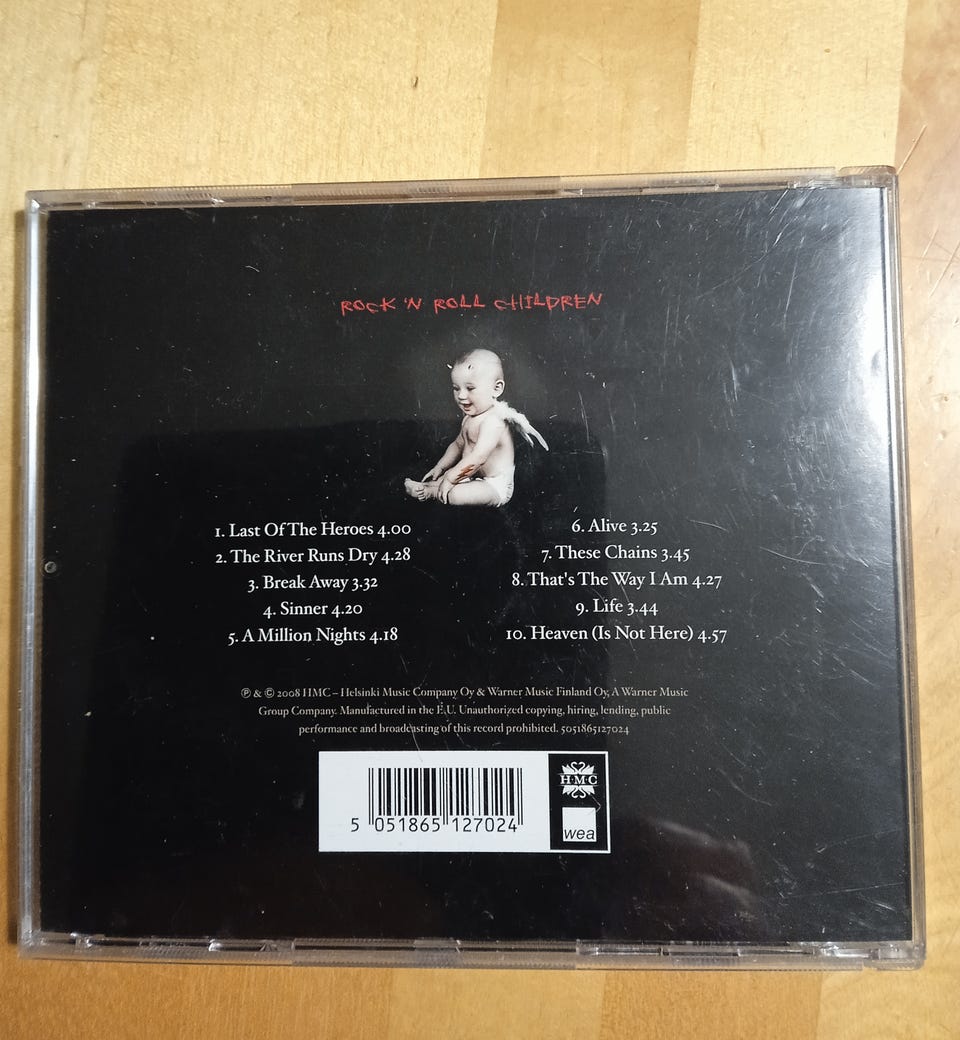 ROCK 'N ROLL CHILDREN
1. Last Of The Heroes 4.00
2. The River Runs Dry 4.28
3. Break Away 3.32
4. Sinner 4.20
5. A Million Nights 4.18
6. Alive 3.25
7. These Chains 3.45
8. That's The Way I Am 4.27
9. Life 3.44
10. Heaven (Is Not Here) 4.57
℗ & © 2008 HMC – Helsinki Music Company Oy & Warner Music Finland Oy, A Warner Music
Group Company. Manufactured in the E.U. Unauthorized copying, hiring, lending, public
performance and broadcasting of this record prohibited. 5051865127024
5 051865 127024
H·M·C
wea